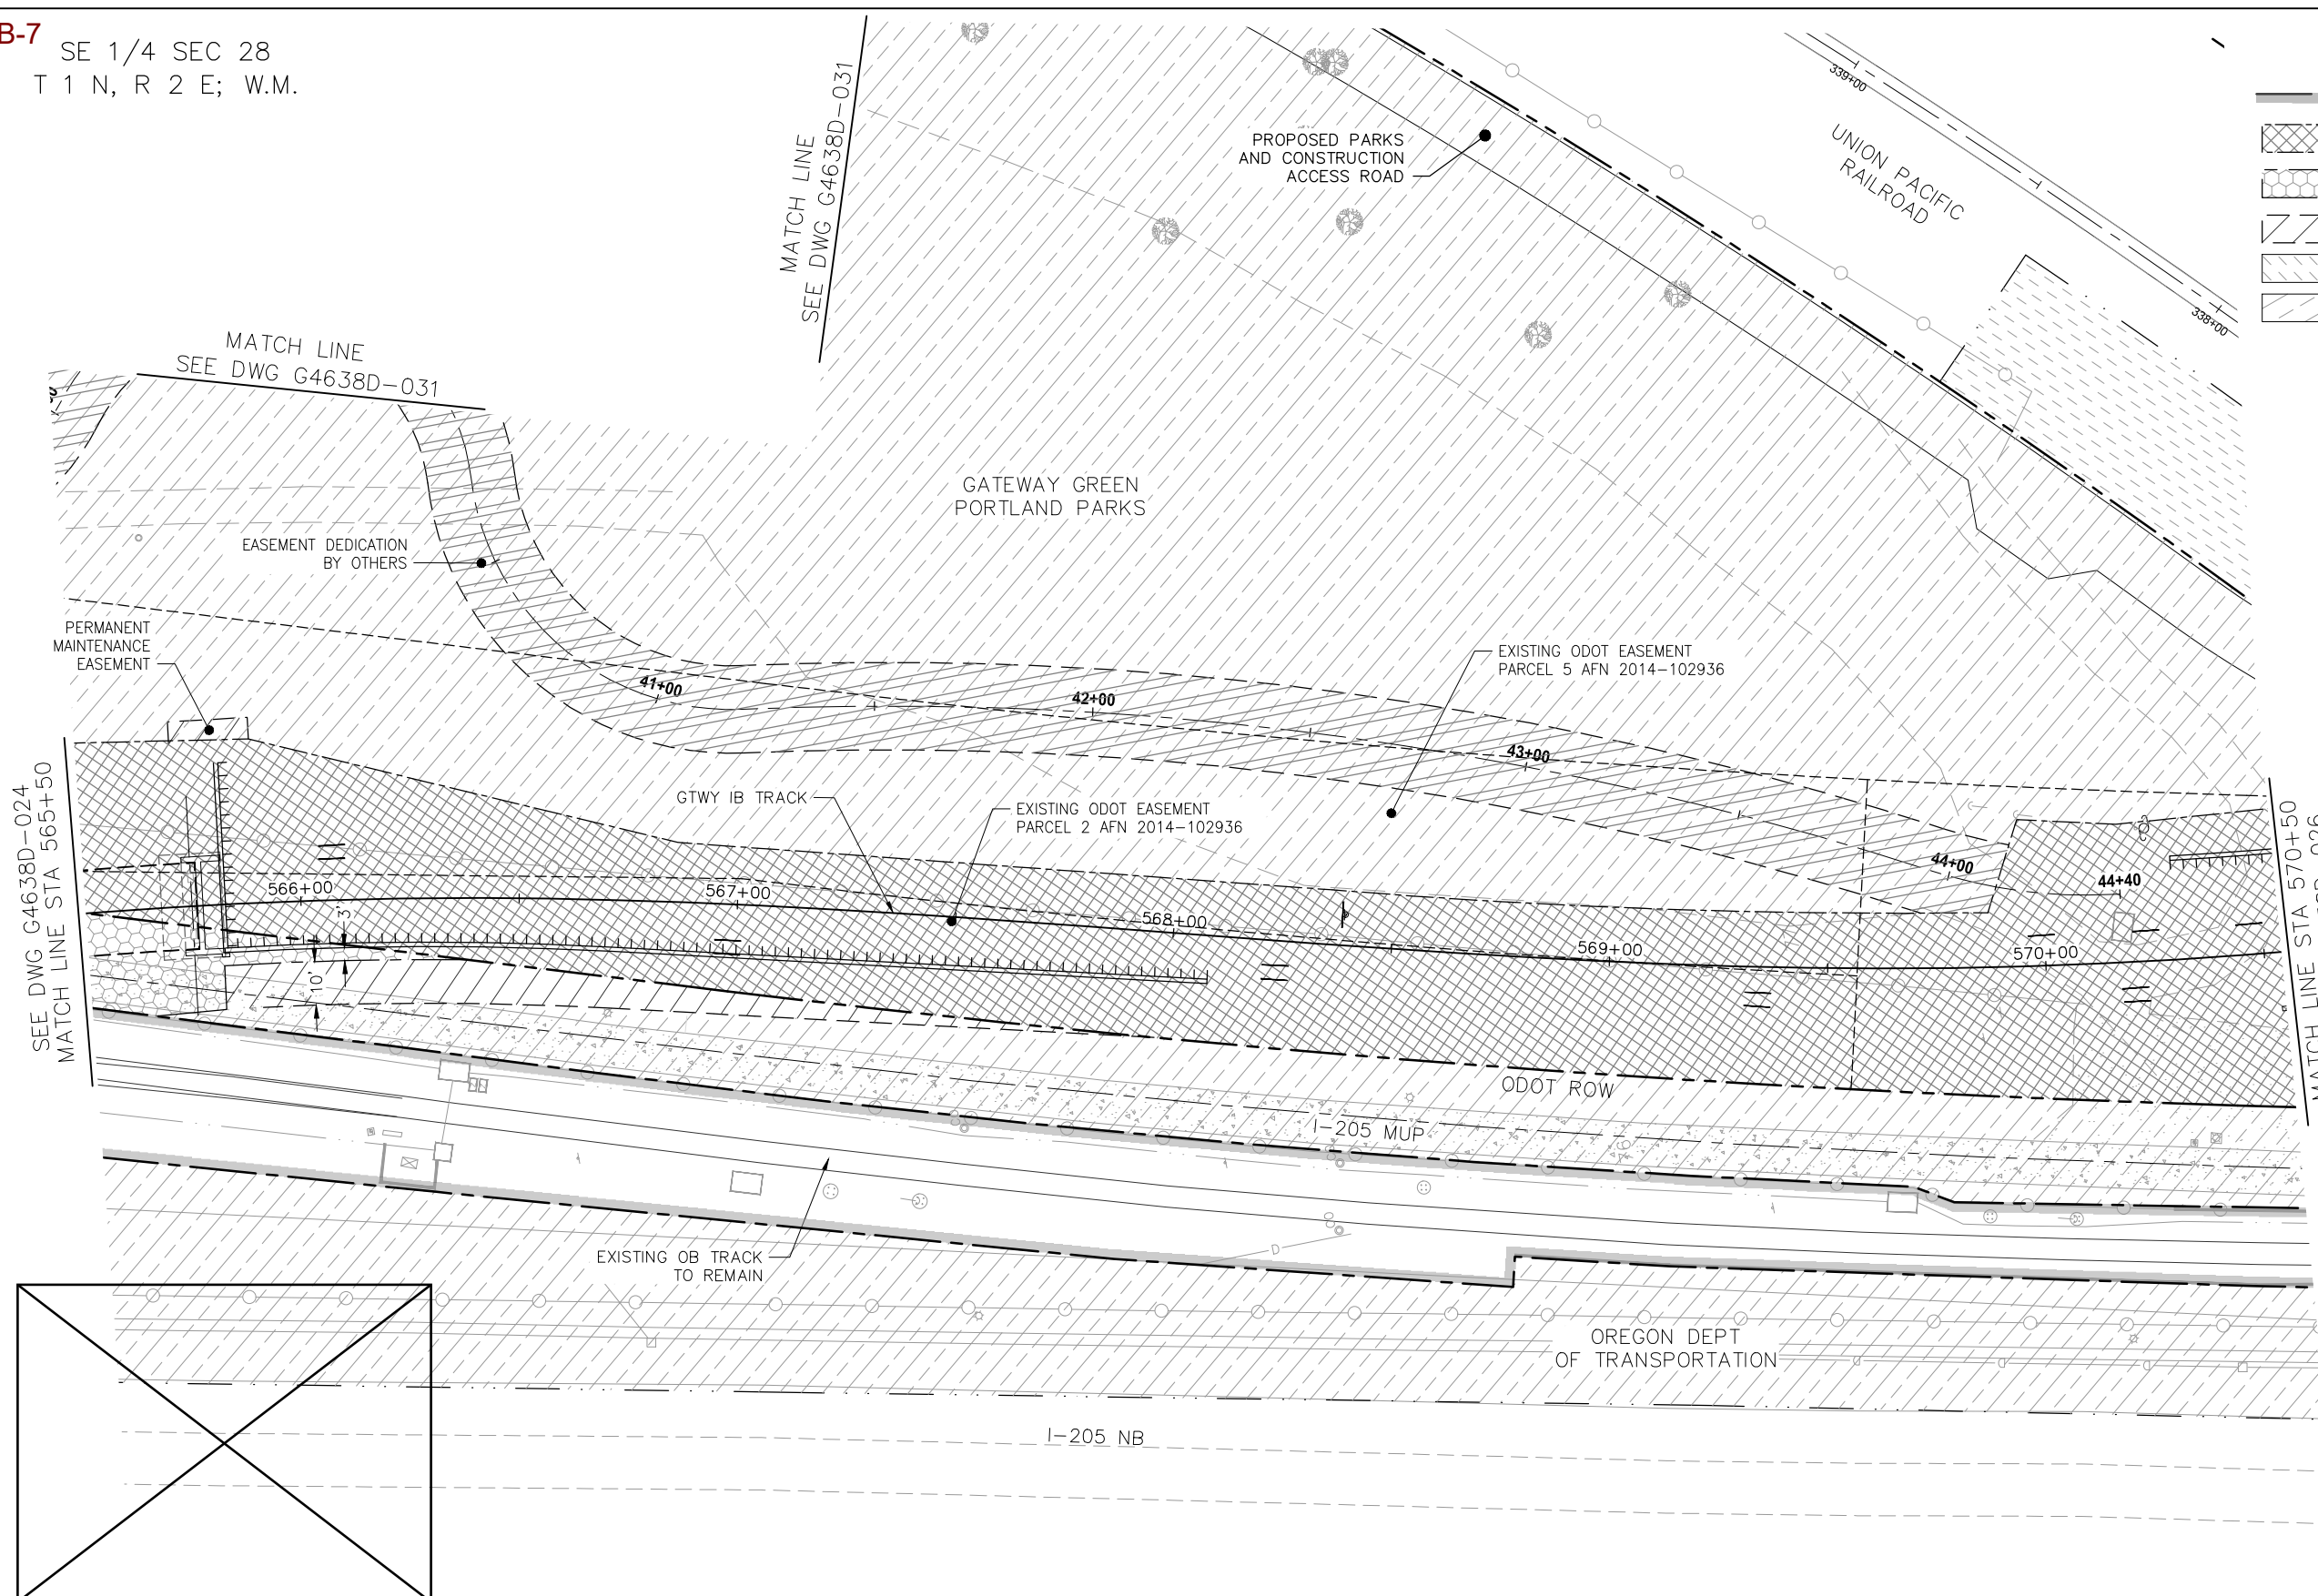 B-7
SE 1/4 SEC 28
T 1 N, R 2 E; W.M.
MATCH LINE
SEE DWG G4638D-031
MATCH LINE
SEE DWG G4638D-031
PROPOSED PARKS
AND CONSTRUCTION
ACCESS ROAD
339+00
UNION PACIFIC
RAILROAD
338+00
GATEWAY GREEN
PORTLAND PARKS
EASEMENT DEDICATION
BY OTHERS
PERMANENT
MAINTENANCE
EASEMENT
41+00
42+00
43+00
44+00
44+40
EXISTING ODOT EASEMENT
PARCEL 5 AFN 2014-102936
GTWY IB TRACK
EXISTING ODOT EASEMENT
PARCEL 2 AFN 2014-102936
SEE DWG G4638D-024
MATCH LINE STA 565+50
566+00
567+00
568+00
569+00
570+00
3'
10'
MATCH LINE STA 570+50
ODOT ROW
I-205 MUP
EXISTING OB TRACK
TO REMAIN
D
OREGON DEPT
OF TRANSPORTATION
I-205 NB